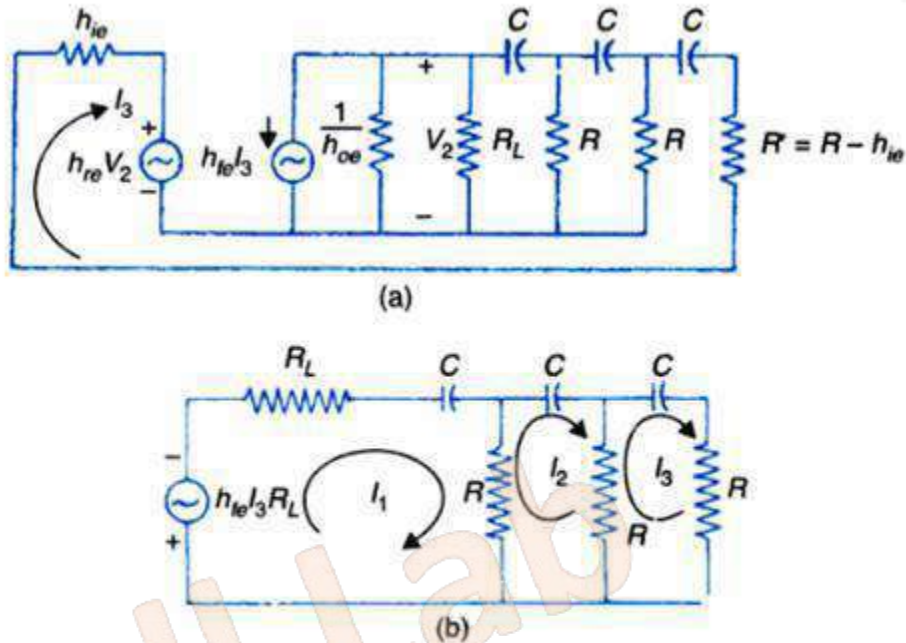 h_ie
C C C
I_3
+
h_re V_2
−
h_fe I_3
1/h_oe
+
V_2
−
R_L
R
R
R' = R − h_ie
(a)
R_L
C
C
C
−
h_fe I_3 R_L
+
I_1
R
I_2
R
I_3
R
(b)